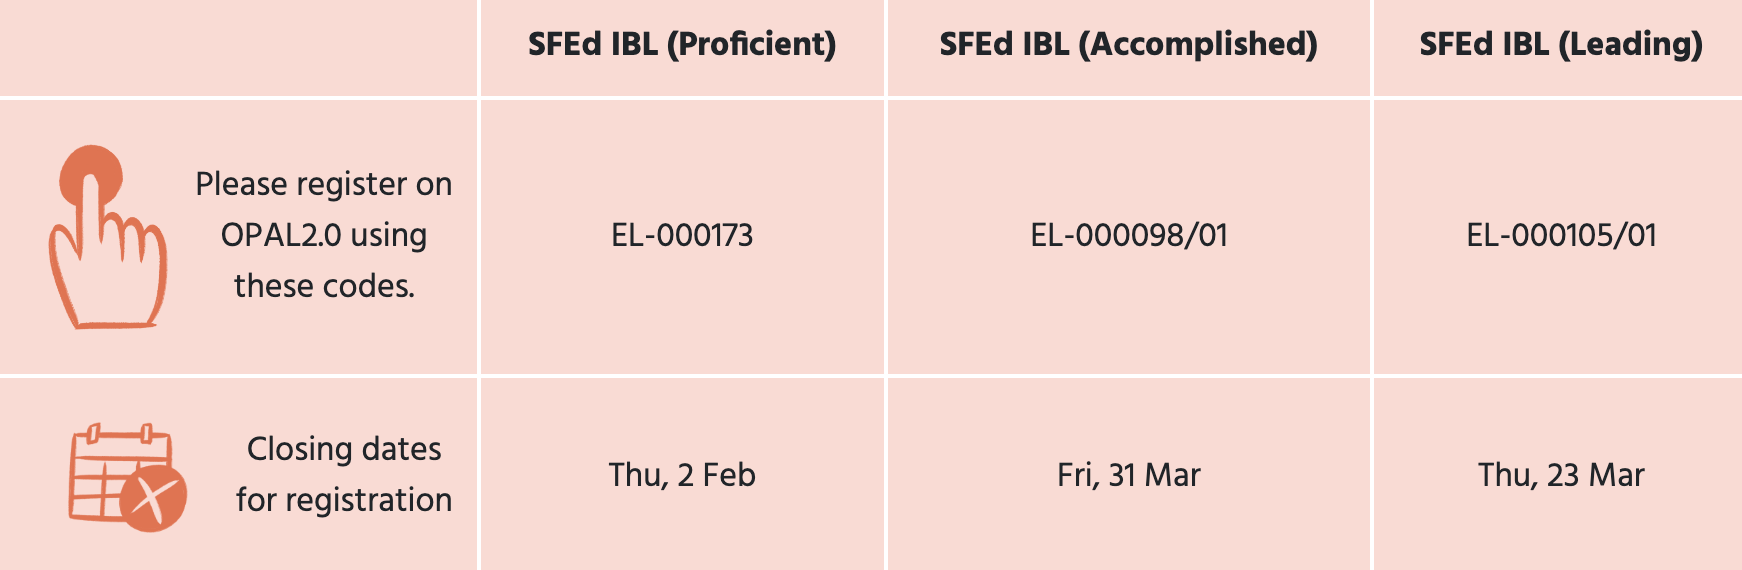 SFEd IBL (Proficient) SFEd IBL (Accomplished) SFEd IBL (Leading)
Please register on
OPAL2.0 using
these codes.
EL-000173 EL-000098/01 EL-000105/01
Closing dates
for registration
Thu, 2 Feb Fri, 31 Mar Thu, 23 Mar